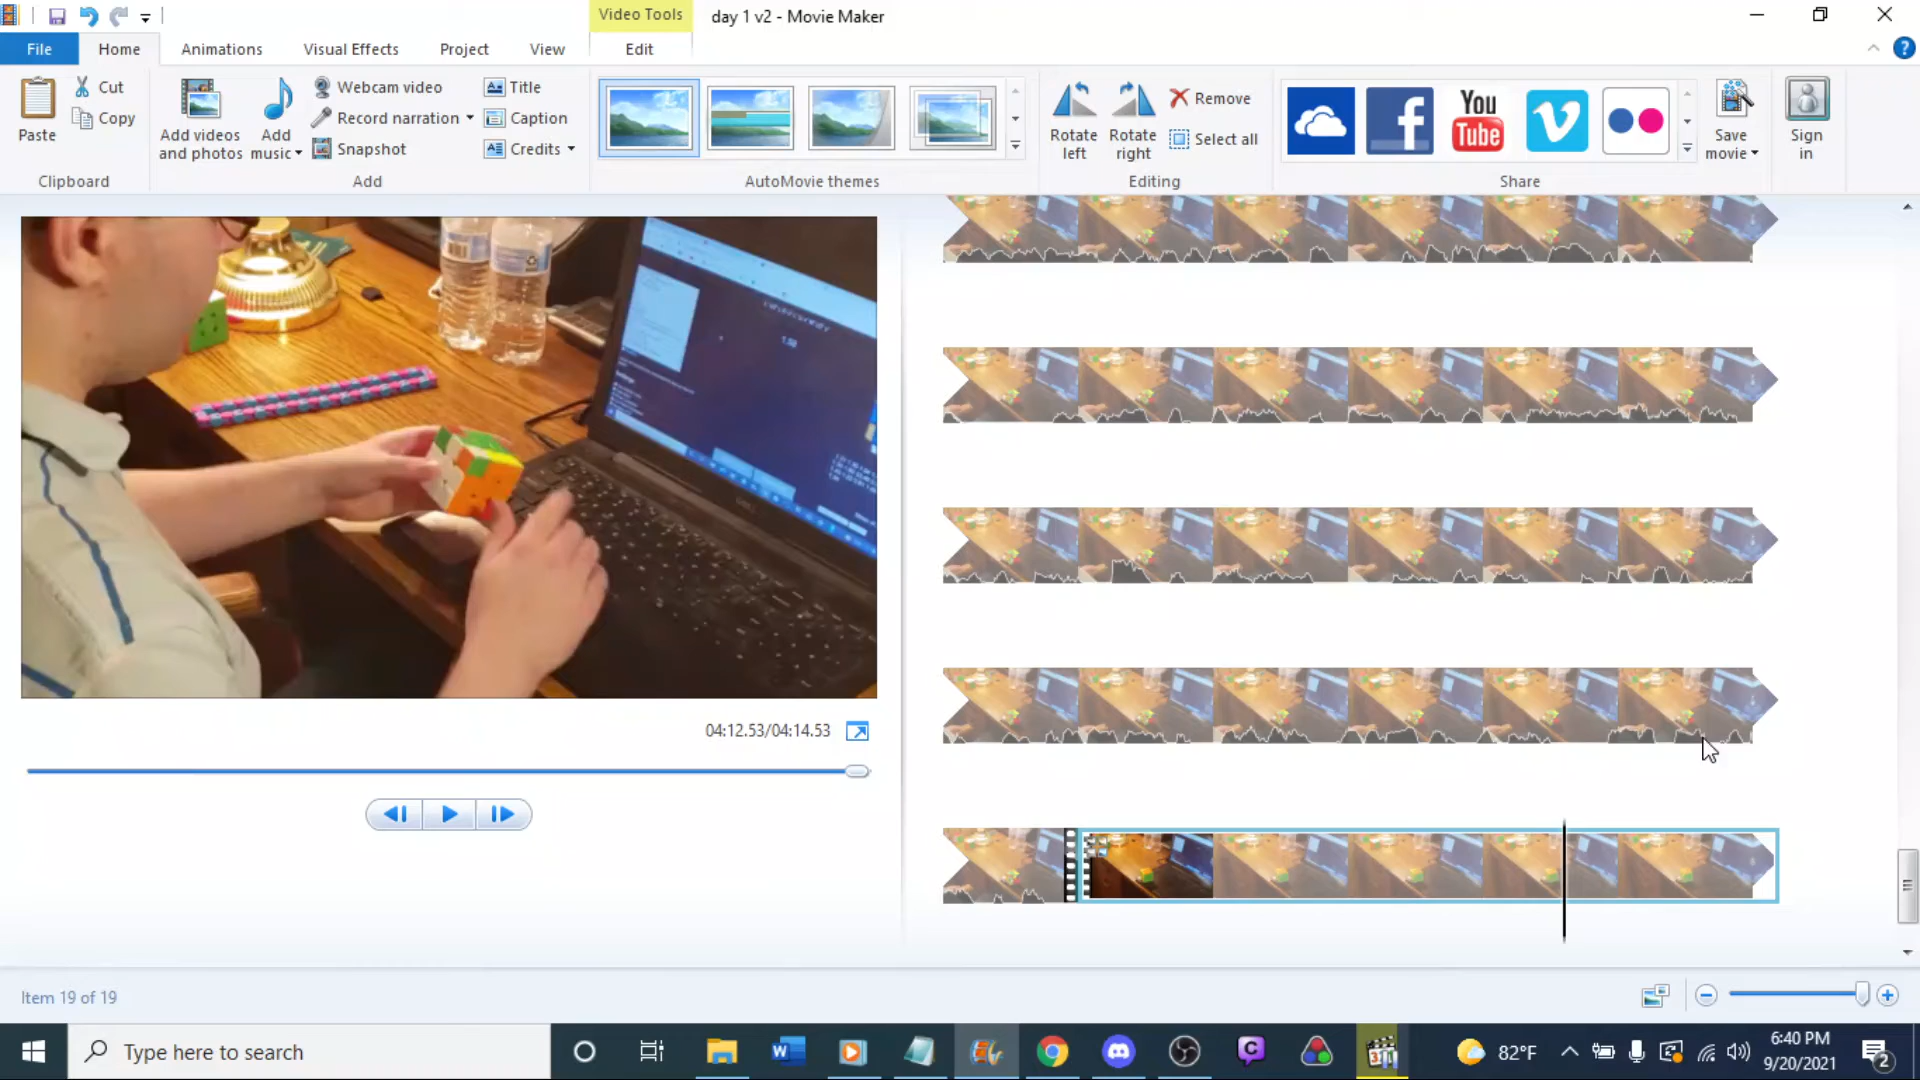 Video Tools
day 1 v2 - Movie Maker
File
Home
Animations
Visual Effects
Project
View
Edit
Paste
Cut
Copy
Clipboard
Add videos
and photos
Add
music
Webcam video
Record narration
Snapshot
Title
Caption
Credits
Add
AutoMovie themes
Rotate
left
Rotate
right
Remove
Select all
Editing
f
You
Tube
Share
Save
movie
Sign
in
04:12.53/04:14.53
Item 19 of 19
Type here to search
82°F
6:40 PM
9/20/2021
2